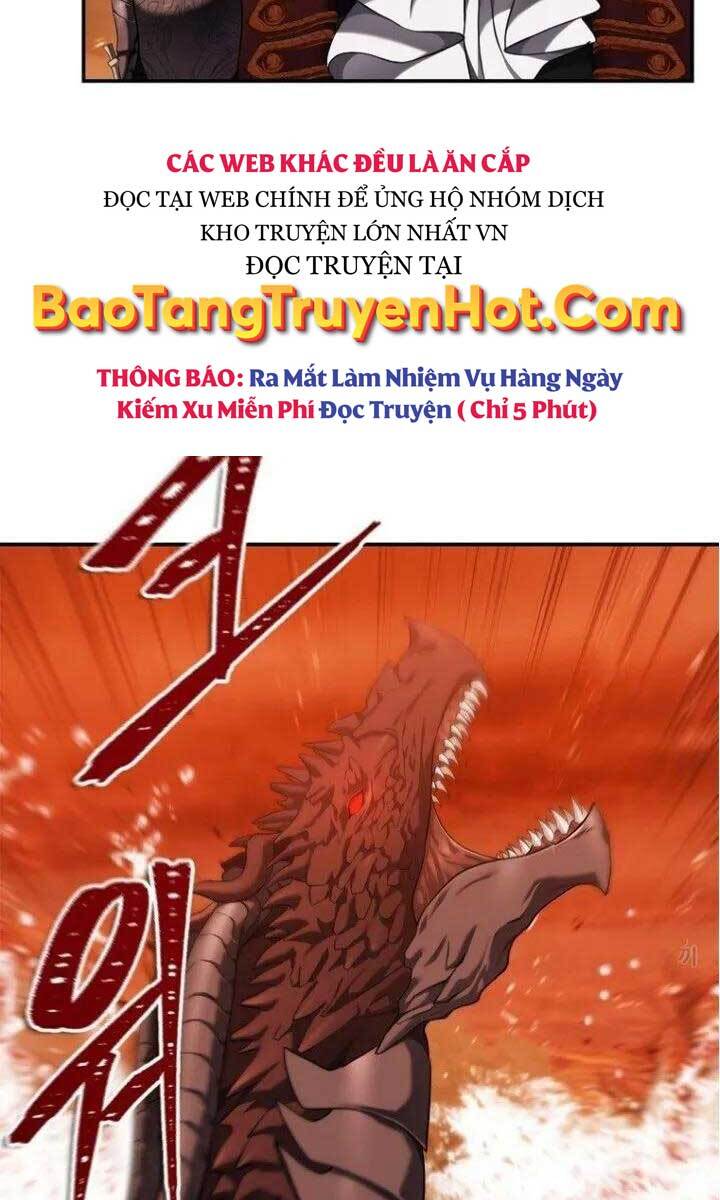 CÁC WEB KHÁC ĐỀU LÀ ĂN CẮP
ĐỌC TẠI WEB CHÍNH ĐỂ ỦNG HỘ NHÓM DỊCH
KHO TRUYỆN LỚN NHẤT VN
ĐỌC TRUYỆN TẠI
BaoTangTruyenHot.Com
THÔNG BÁO: Ra Mắt Làm Nhiệm Vụ Hàng Ngày
Kiếm Xu Miễn Phí Đọc Truyện ( Chỉ 5 Phút)